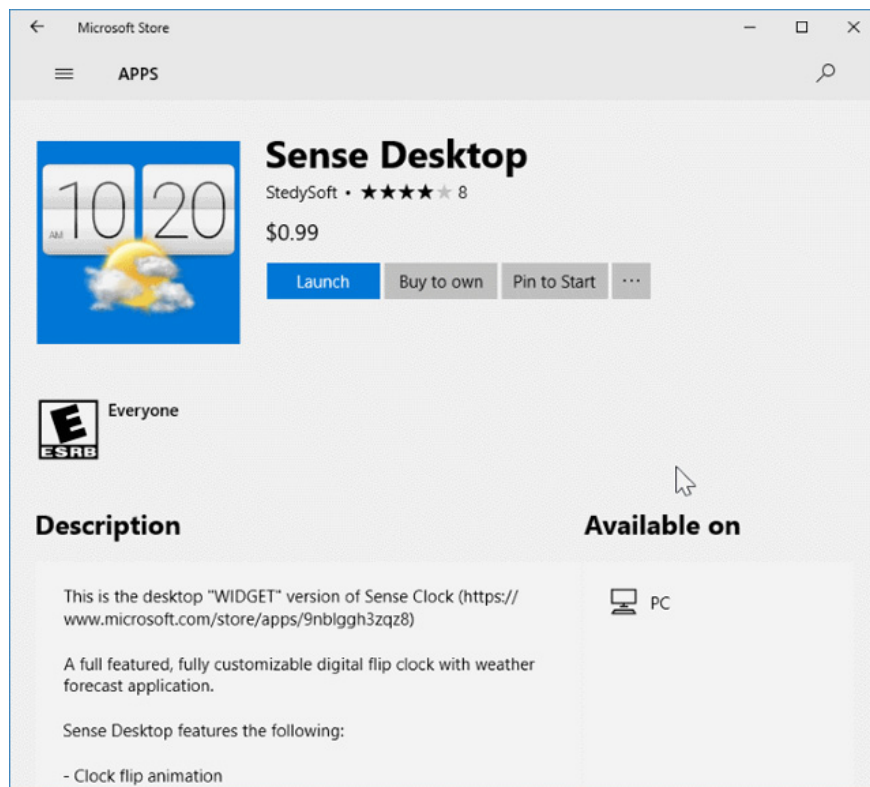 Microsoft Store
APPS
10 20
AM
Sense Desktop
StedySoft • ★★★★★ 8
$0.99
Launch Buy to own Pin to Start ...
E
ESRB
Everyone
Description
This is the desktop "WIDGET" version of Sense Clock (https://
www.microsoft.com/store/apps/9nblggh3zqz8)
A full featured, fully customizable digital flip clock with weather
forecast application.
Sense Desktop features the following:
- Clock flip animation
Available on
PC